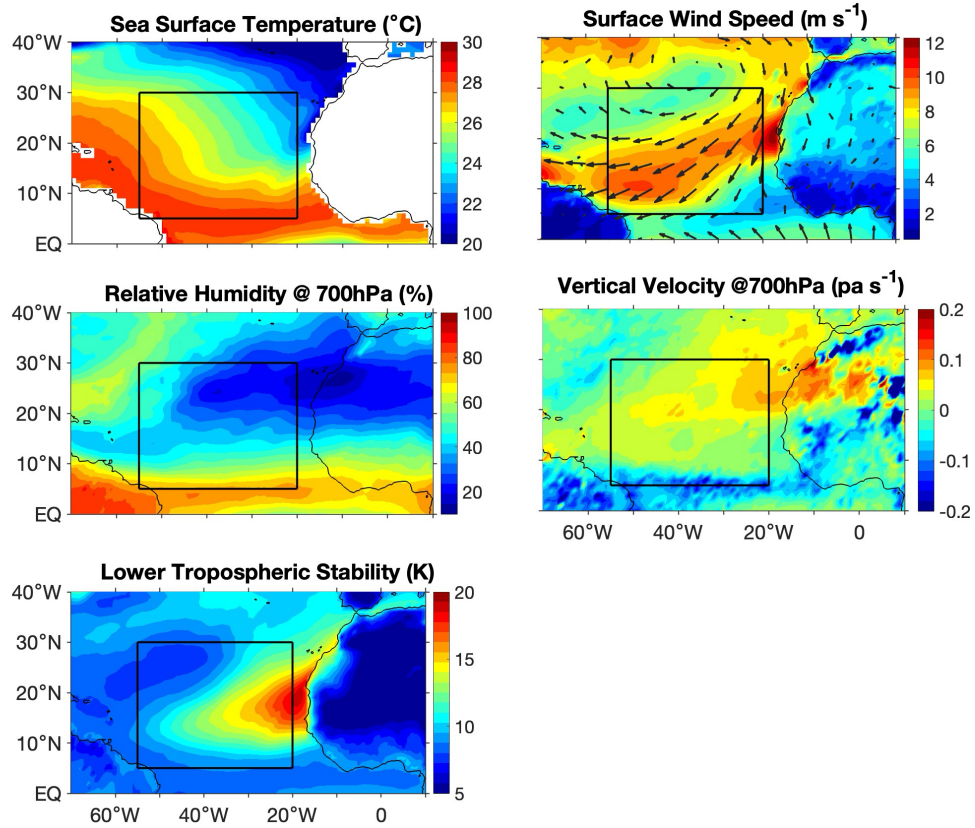 Sea Surface Temperature (°C)
40°W
30°N
20°N
10°N
EQ
30
28
26
24
22
20
Surface Wind Speed (m s⁻¹)
12
10
8
6
4
2
Relative Humidity @ 700hPa (%)
40°W
30°N
20°N
10°N
EQ
100
80
60
40
20
Vertical Velocity @700hPa (pa s⁻¹)
0.2
0.1
0
-0.1
-0.2
60°W 40°W 20°W 0
Lower Tropospheric Stability (K)
40°W
30°N
20°N
10°N
EQ
20
15
10
5
60°W 40°W 20°W 0